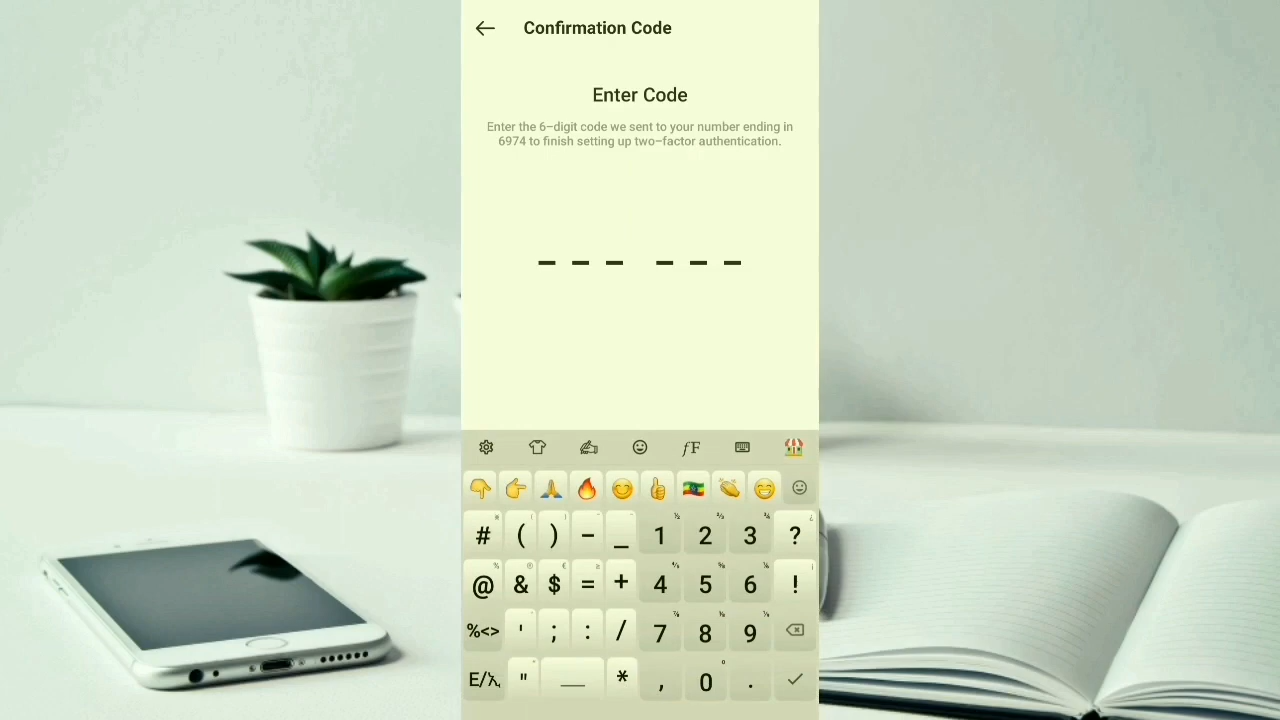 Confirmation Code
Enter Code
Enter the 6-digit code we sent to your number ending in
6974 to finish setting up two-factor authentication.
fF
# ( ) - _ 1 2 3 ?
@ & $ = + 4 5 6 !
%<> ' ; : / 7 8 9
E/ኢ " * , 0 .